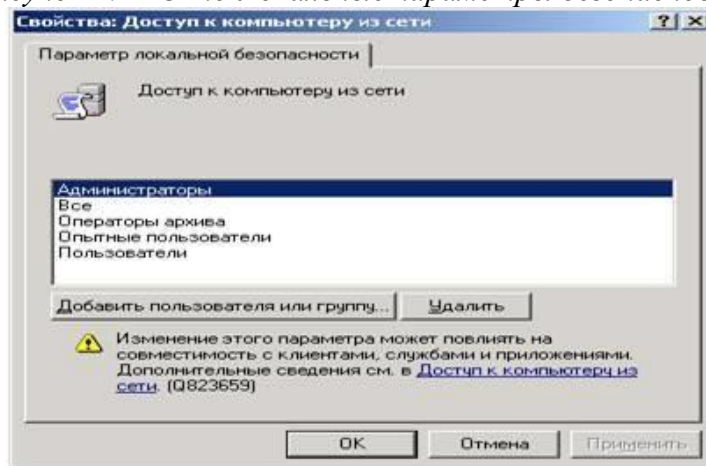 Свойства: Доступ к компьютеру из сети
Параметр локальной безопасности
Доступ к компьютеру из сети
Администраторы
Все
Операторы архива
Опытные пользователи
Пользователи
Добавить пользователя или группу... Удалить
Изменение этого параметра может повлиять на
совместимость с клиентами, службами и приложениями.
Дополнительные сведения см. в Доступ к компьютеру из
сети. (Q823659)
OK Отмена Применить